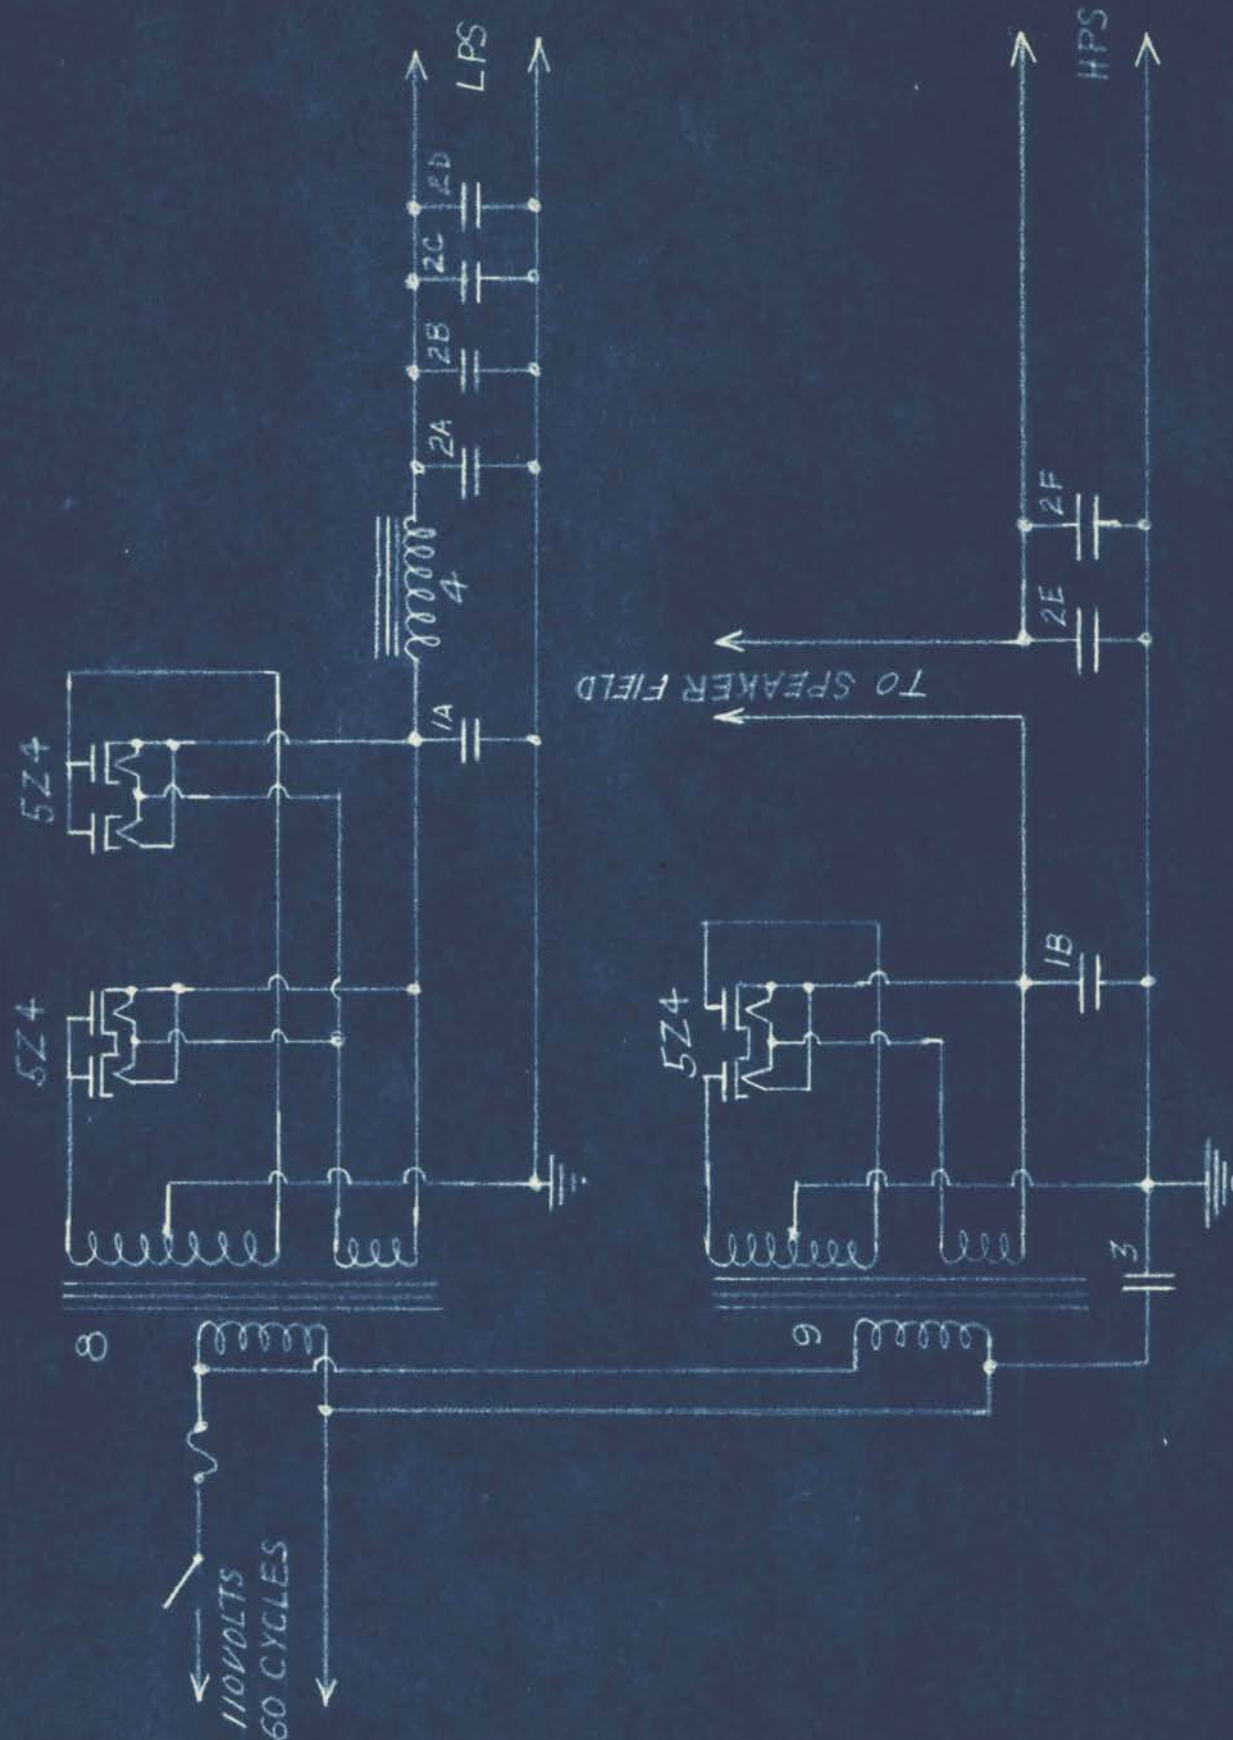 5Z4
5Z4
8
110VOLTS
60 CYCLES
4
1A
2A
2B
2C
2D
LPS
TO SPEAKER FIELD
5Z4
9
1B
2E
2F
HPS
3